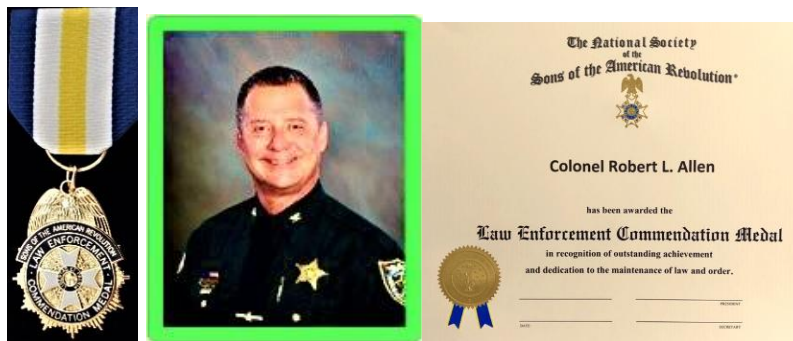 SONS OF THE AMERICAN REVOLUTION
LAW ENFORCEMENT
COMMENDATION MEDAL
The National Society
of the
Sons of the American Revolution
Colonel Robert L. Allen
has been awarded the
Law Enforcement Commendation Medal
in recognition of outstanding achievement
and dedication to the maintenance of law and order.
PRESIDENT
DATE
SECRETARY